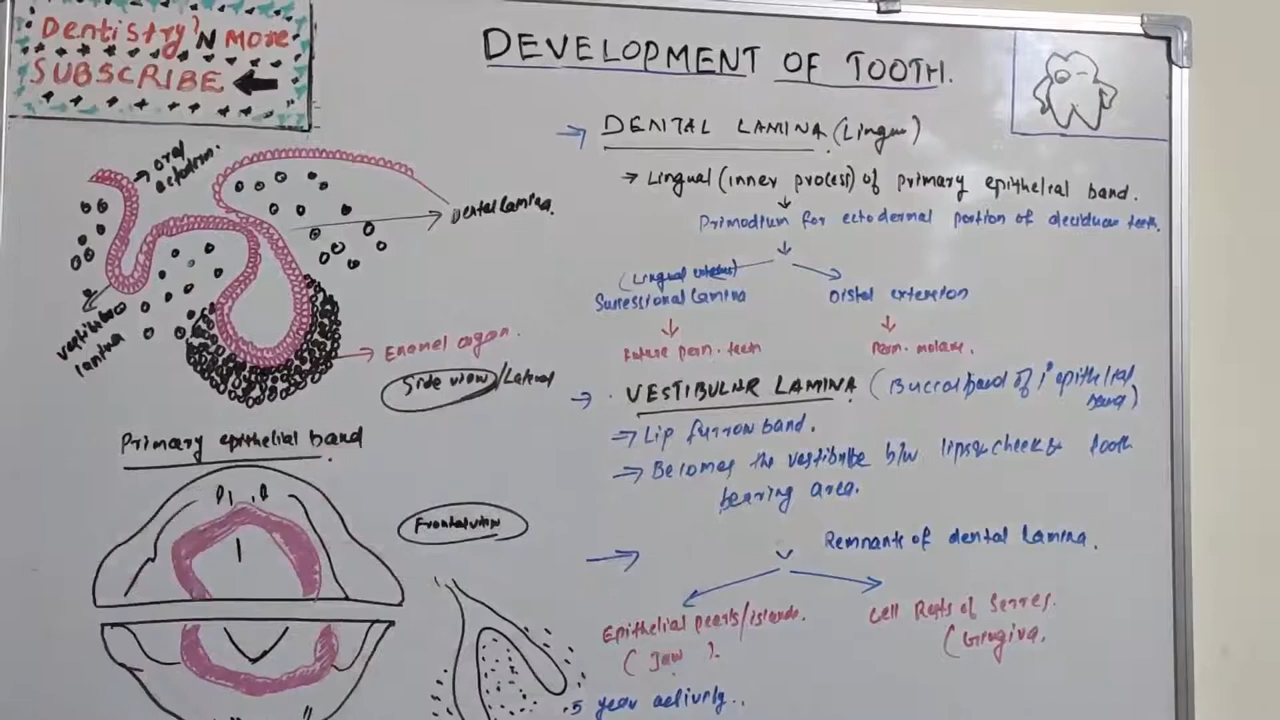 Dentistry 'N More
SUBSCRIBE
DEVELOPMENT OF TOOTH.
oral
ectoderm.
Dental lamina.
vestibular
lamina
Enamel organ.
Side view/Lateral
Primary epithelial band
Frontal view
DENTAL LAMINA (Lingual)
→ Lingual (inner process) of primary epithelial band.
Primodium for ectodermal portion of deciduous teeth.
(Lingual
Successional lamina
Distal extension
Future perm. teeth
Perm. molars.
VESTIBULAR LAMINA (Buccal band of 1° epithelial
band)
⇒ Lip furrow band.
⇒ Becomes the vestibule b/w lips & cheek & tooth
bearing area.
Remnants of dental lamina.
Epithelial pearls/islands.
(Jaw).
Cell Rests of Serres.
(Gingiva.
5 year activity..